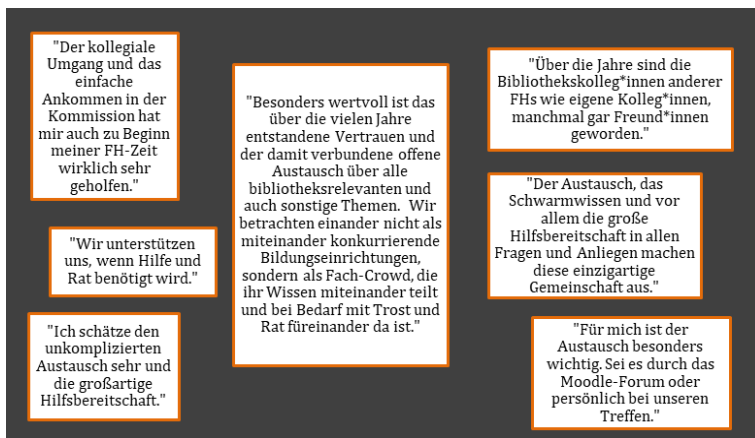 "Der kollegiale
Umgang und das
einfache
Ankommen in der
Kommission hat
mir auch zu Beginn
meiner FH-Zeit
wirklich sehr
geholfen."
"Wir unterstützen
uns, wenn Hilfe und
Rat benötigt wird."
"Ich schätze den
unkomplizierten
Austausch sehr und
die großartige
Hilfsbereitschaft."
"Besonders wertvoll ist das
über die vielen Jahre
entstandene Vertrauen und
der damit verbundene offene
Austausch über alle
bibliotheksrelevanten und
auch sonstige Themen. Wir
betrachten einander nicht als
miteinander konkurrierende
Bildungseinrichtungen,
sondern als Fach-Crowd, die
ihr Wissen miteinander teilt
und bei Bedarf mit Trost und
Rat füreinander da ist."
"Über die Jahre sind die
Bibliothekskolleg*innen anderer
FHs wie eigene Kolleg*innen,
manchmal gar Freund*innen
geworden."
"Der Austausch, das
Schwarmwissen und vor
allem die große
Hilfsbereitschaft in allen
Fragen und Anliegen machen
diese einzigartige
Gemeinschaft aus."
"Für mich ist der
Austausch besonders
wichtig. Sei es durch das
Moodle-Forum oder
persönlich bei unseren
Treffen."